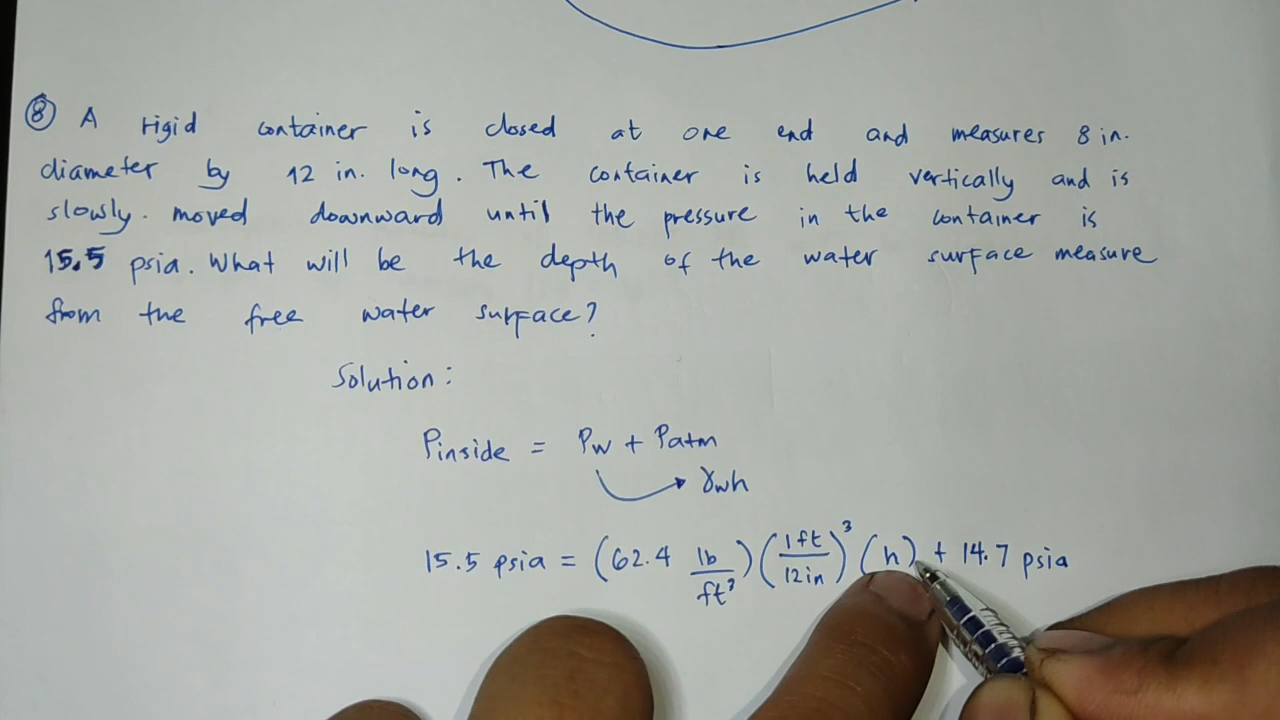 ⑧ A rigid container is closed at one end and measures 8 in.
diameter by 12 in. long. The container is held vertically and is
slowly. moved downward until the pressure in the container is
15.5 psia. What will be the depth of the water surface measure
from the free water surface?
Solution:
Pinside = Pw + Patm
γwh
15.5 psia = (62.4 lb/ft³)(1ft/12in)³(h) + 14.7 psia